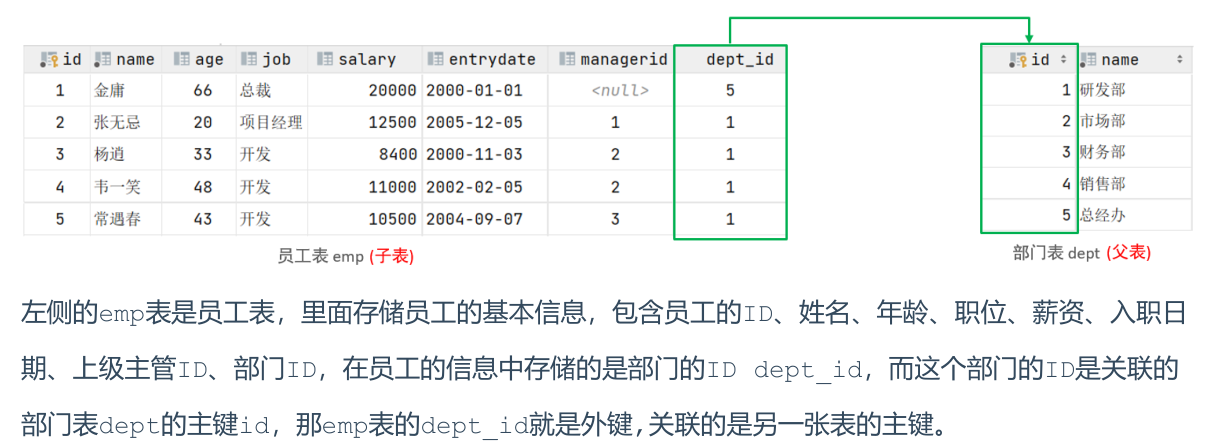 id name age job salary entrydate managerid dept_id
1 金庸 66 总裁 20000 2000-01-01 <null> 5
2 张无忌 20 项目经理 12500 2005-12-05 1 1
3 杨逍 33 开发 8400 2000-11-03 2 1
4 韦一笑 48 开发 11000 2002-02-05 2 1
5 常遇春 43 开发 10500 2004-09-07 3 1
员工表 emp (子表)
id name
1 研发部
2 市场部
3 财务部
4 销售部
5 总经办
部门表 dept (父表)
左侧的emp表是员工表，里面存储员工的基本信息，包含员工的ID、姓名、年龄、职位、薪资、入职日
期、上级主管ID、部门ID，在员工的信息中存储的是部门的ID dept_id，而这个部门的ID是关联的
部门表dept的主键id，那emp表的dept_id就是外键,关联的是另一张表的主键。